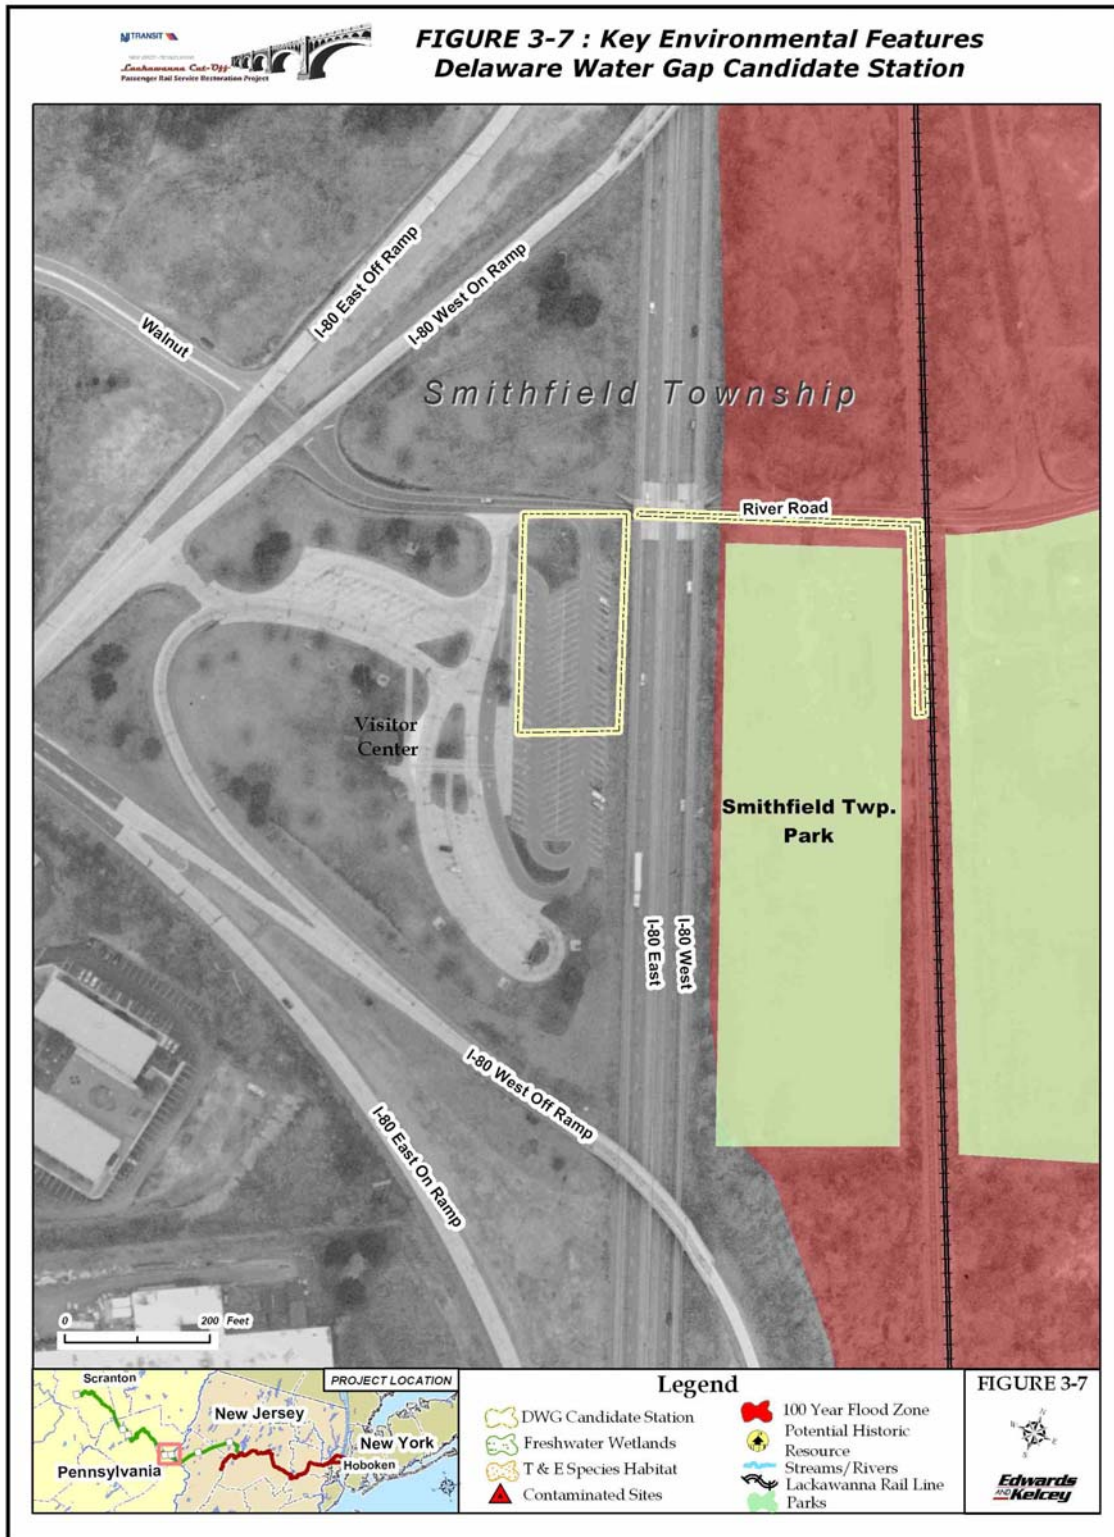 NJ TRANSIT
Lackawanna Cut-Off
Passenger Rail Service Restoration Project
FIGURE 3-7 : Key Environmental Features
Delaware Water Gap Candidate Station
I-80 East Off Ramp
I-80 West On Ramp
Walnut
Smithfield Township
River Road
Visitor
Center
Smithfield Twp.
Park
I-80 East
I-80 West
I-80 West Off Ramp
I-80 East On Ramp
0 200 Feet
PROJECT LOCATION
Scranton
New Jersey
New York
Pennsylvania
Hoboken
Legend
DWG Candidate Station
Freshwater Wetlands
T & E Species Habitat
Contaminated Sites
100 Year Flood Zone
Potential Historic
Resource
Streams/Rivers
Lackawanna Rail Line
Parks
FIGURE 3-7
Edwards
AND Kelcey